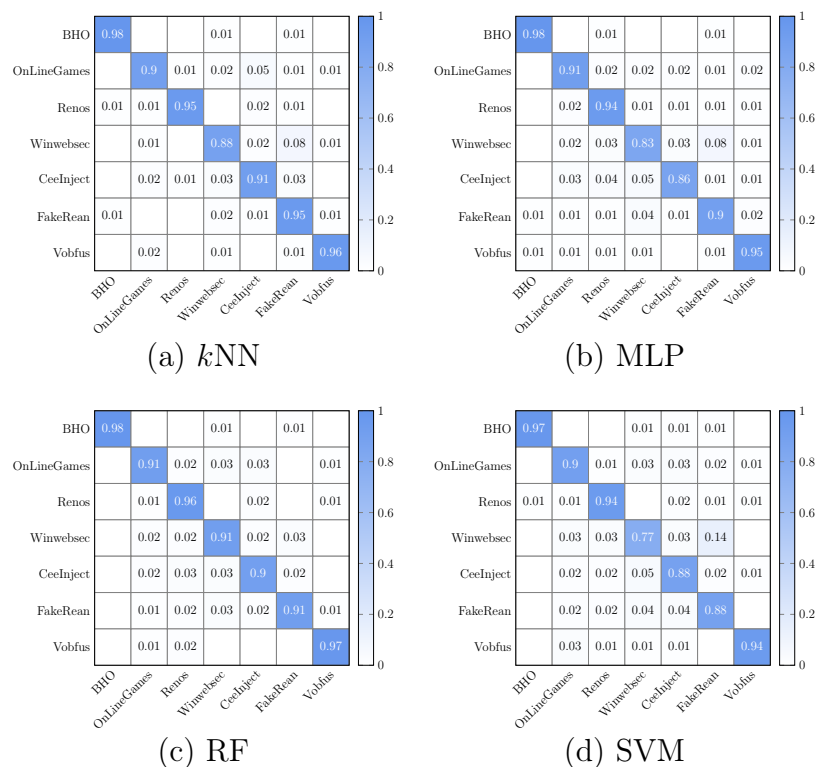 BHO 0.98 0.01 0.01
OnLineGames 0.9 0.01 0.02 0.05 0.01 0.01
Renos 0.01 0.01 0.95 0.02 0.01
Winwebsec 0.01 0.88 0.02 0.08 0.01
CeeInject 0.02 0.01 0.03 0.91 0.03
FakeRean 0.01 0.02 0.01 0.95 0.01
Vobfus 0.02 0.01 0.01 0.96
BHO OnLineGames Renos Winwebsec CeeInject FakeRean Vobfus
1
0.8
0.6
0.4
0.2
0
(a) kNN
BHO 0.98 0.01 0.01
OnLineGames 0.91 0.02 0.02 0.02 0.01 0.02
Renos 0.02 0.94 0.01 0.01 0.01 0.01
Winwebsec 0.02 0.03 0.83 0.03 0.08 0.01
CeeInject 0.03 0.04 0.05 0.86 0.01 0.01
FakeRean 0.01 0.01 0.01 0.04 0.01 0.9 0.02
Vobfus 0.01 0.01 0.01 0.01 0.01 0.95
BHO OnLineGames Renos Winwebsec CeeInject FakeRean Vobfus
1
0.8
0.6
0.4
0.2
0
(b) MLP
BHO 0.98 0.01 0.01
OnLineGames 0.91 0.02 0.03 0.03 0.01
Renos 0.01 0.96 0.02 0.01
Winwebsec 0.02 0.02 0.91 0.02 0.03
CeeInject 0.02 0.03 0.03 0.9 0.02
FakeRean 0.01 0.02 0.03 0.02 0.91 0.01
Vobfus 0.01 0.02 0.97
BHO OnLineGames Renos Winwebsec CeeInject FakeRean Vobfus
1
0.8
0.6
0.4
0.2
0
(c) RF
BHO 0.97 0.01 0.01 0.01
OnLineGames 0.9 0.01 0.03 0.03 0.02 0.01
Renos 0.01 0.01 0.94 0.02 0.01 0.01
Winwebsec 0.03 0.03 0.77 0.03 0.14
CeeInject 0.02 0.02 0.05 0.88 0.02 0.01
FakeRean 0.02 0.02 0.04 0.04 0.88
Vobfus 0.03 0.01 0.01 0.01 0.94
BHO OnLineGames Renos Winwebsec CeeInject FakeRean Vobfus
1
0.8
0.6
0.4
0.2
0
(d) SVM